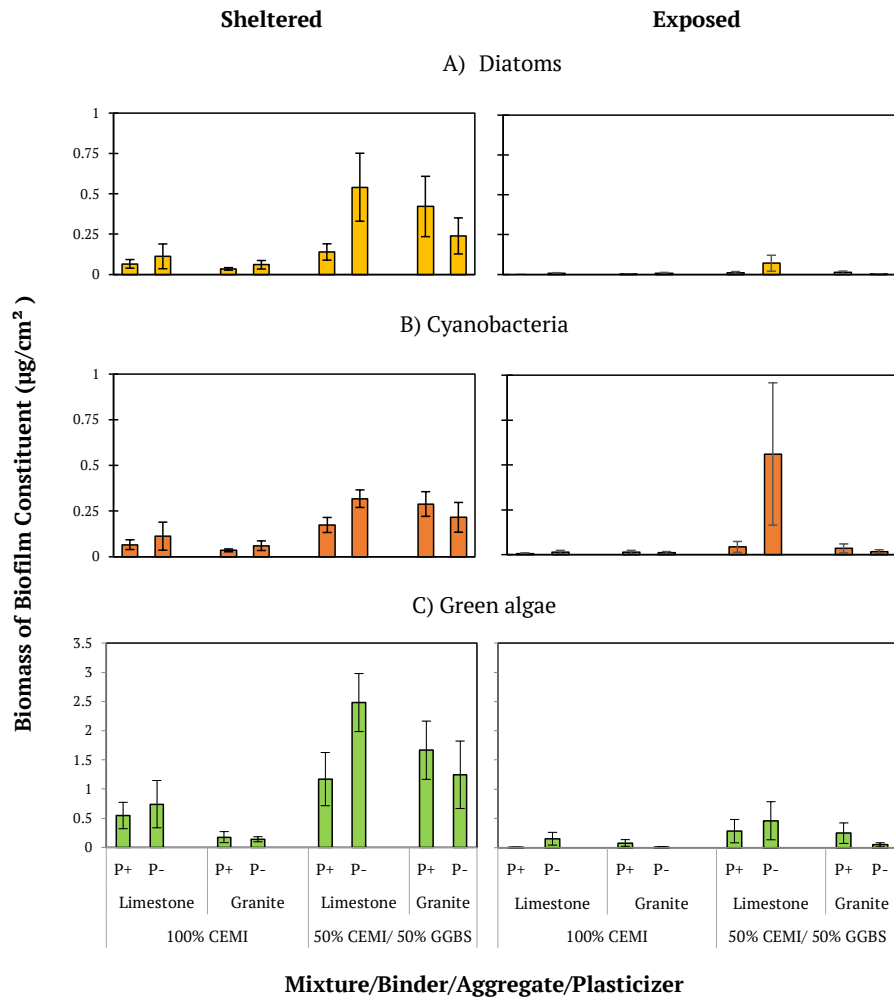 Sheltered Exposed
A) Diatoms
1
0.75
0.5
0.25
0
B) Cyanobacteria
1
0.75
0.5
0.25
0
C) Green algae
3.5
3
2.5
2
1.5
1
0.5
0
Biomass of Biofilm Constituent (µg/cm² )
P+ P- P+ P- P+ P- P+ P- P+ P- P+ P- P+ P- P+ P-
Limestone Granite Limestone Granite Limestone Granite Limestone Granite
100% CEMI 50% CEMI/ 50% GGBS 100% CEMI 50% CEMI/ 50% GGBS
Mixture/Binder/Aggregate/Plasticizer